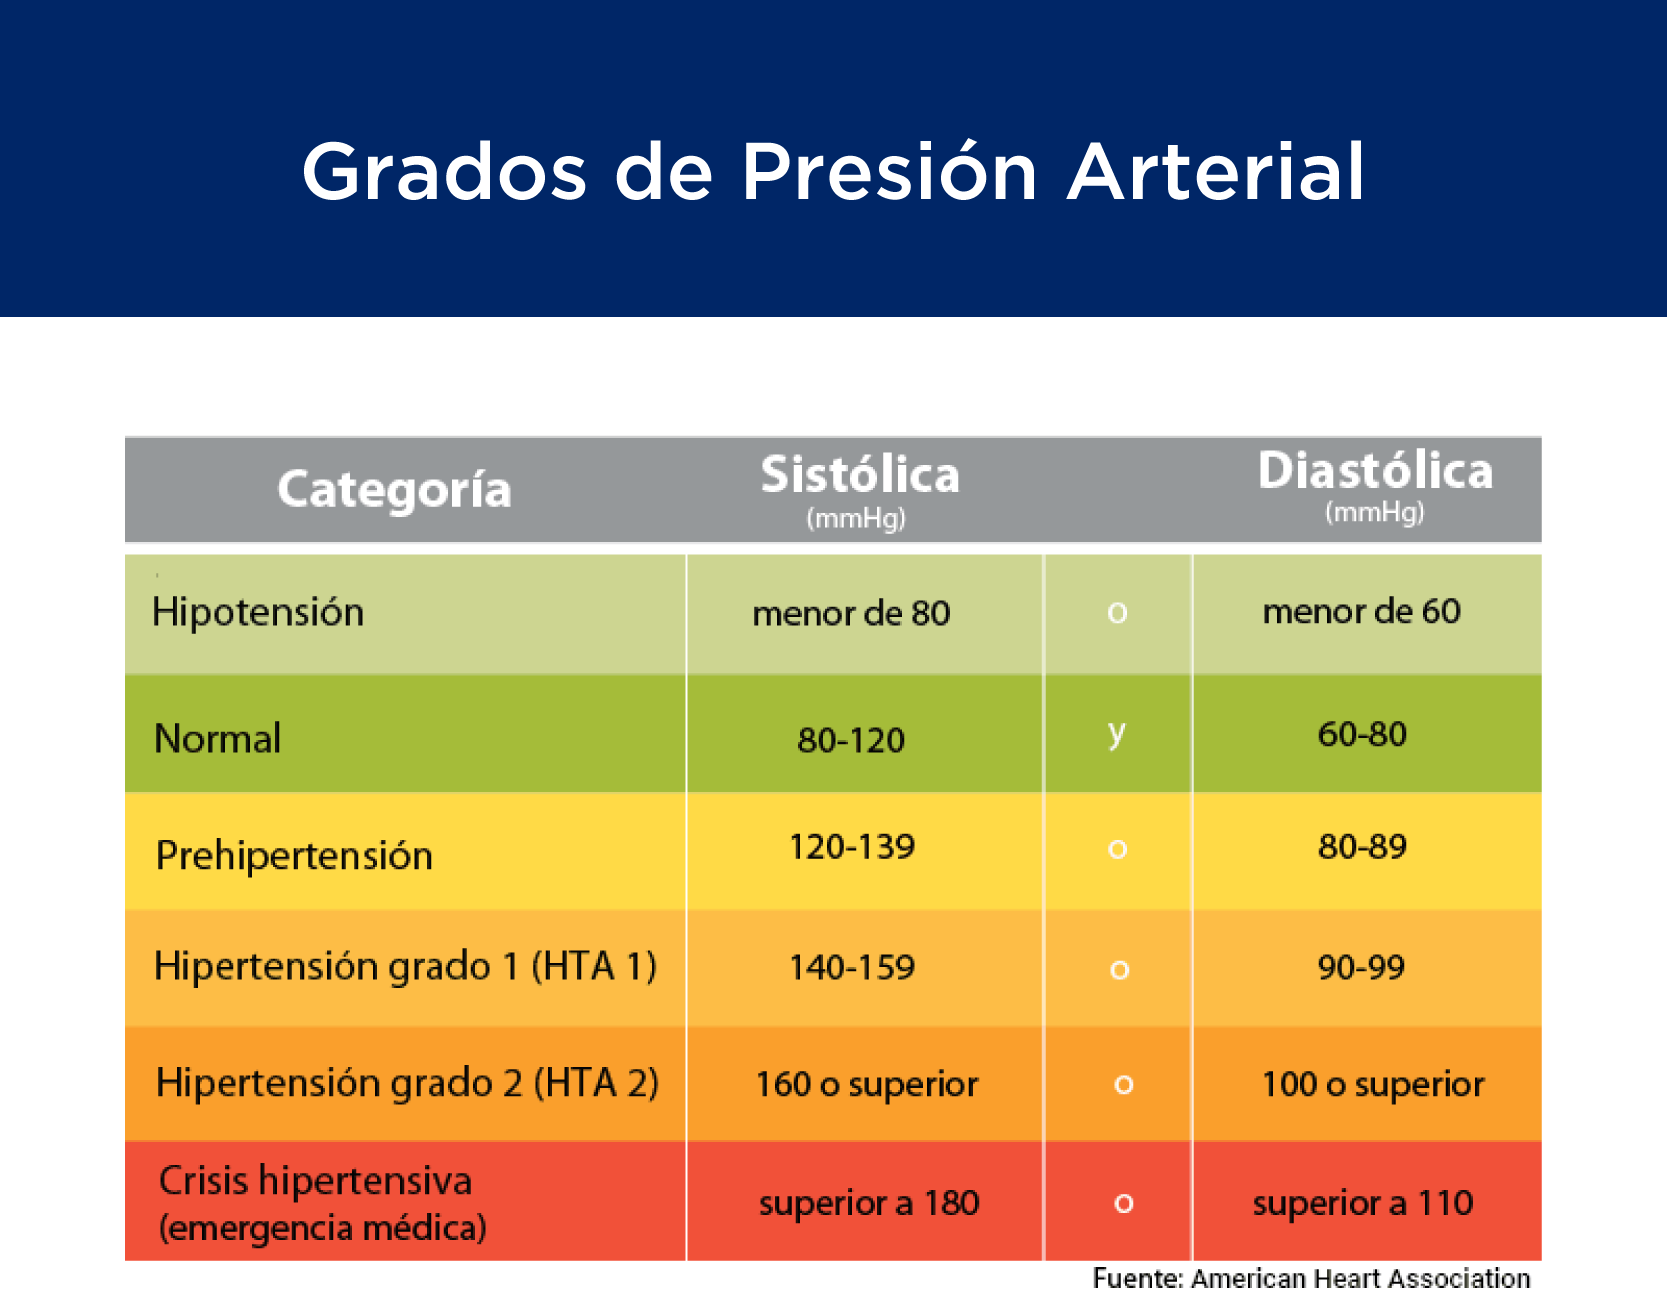 Grados de Presión Arterial
Categoría Sistólica (mmHg) Diastólica (mmHg)
Hipotensión menor de 80 o menor de 60
Normal 80-120 y 60-80
Prehipertensión 120-139 o 80-89
Hipertensión grado 1 (HTA 1) 140-159 o 90-99
Hipertensión grado 2 (HTA 2) 160 o superior o 100 o superior
Crisis hipertensiva
(emergencia médica) superior a 180 o superior a 110
Fuente: American Heart Association